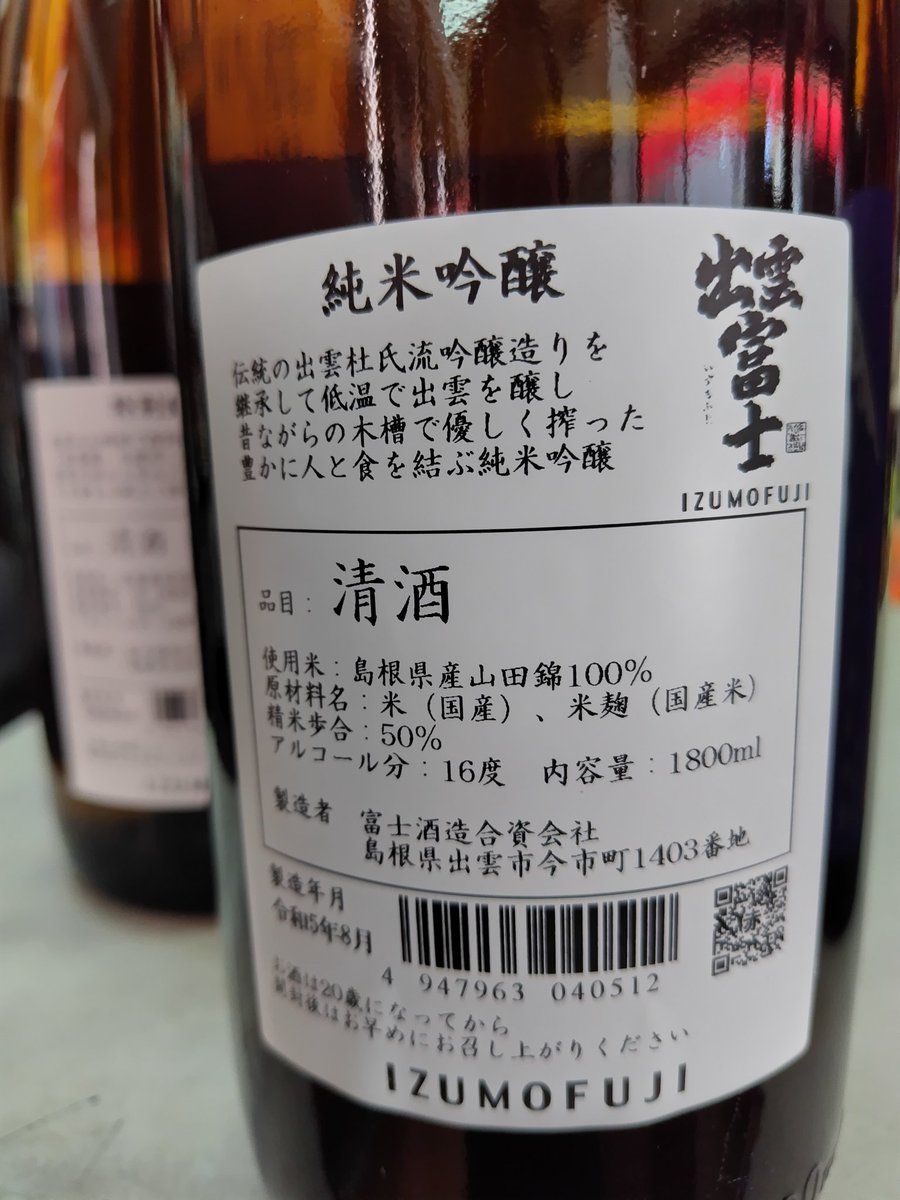 純米吟醸
出雲富士
いづもふじ
IZUMOFUJI
伝統の出雲杜氏流吟醸造りを
継承して低温で出雲を醸し
昔ながらの木槽で優しく搾った
豊かに人と食を結ぶ純米吟醸
品目：清酒
使用米：島根県産山田錦100%
原材料名：米（国産）、米麹（国産米）
精米歩合：50%
アルコール分：16度　内容量：1800ml
製造者　富士酒造合資会社
島根県出雲市今市町1403番地
製造年月
令和5年8月
4 947963 040512
赤
お酒は20歳になってから
開封後はお早めにお召し上がりください
IZUMOFUJI